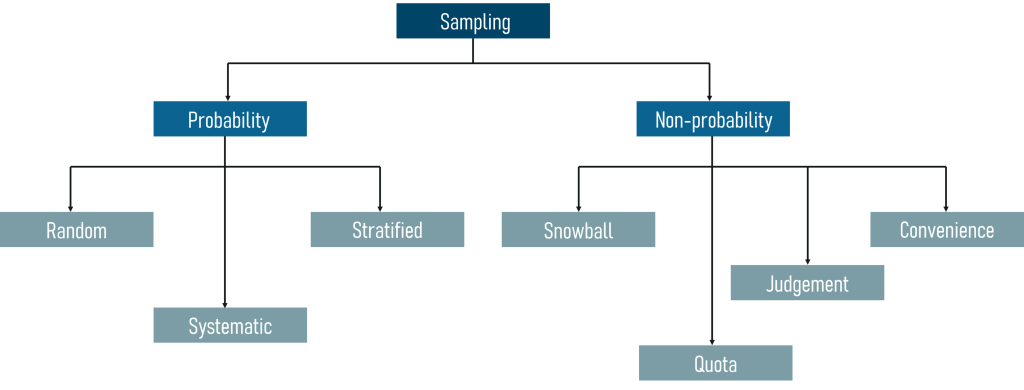 Sampling
Probability
Non-probability
Random
Stratified
Snowball
Convenience
Judgement
Systematic
Quota